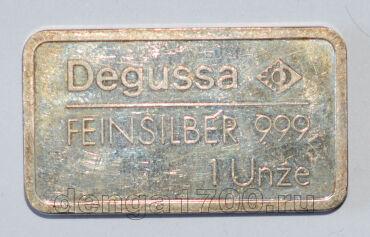 Degussa
FEINSILBER 999
1 Unze
denga1700.ru